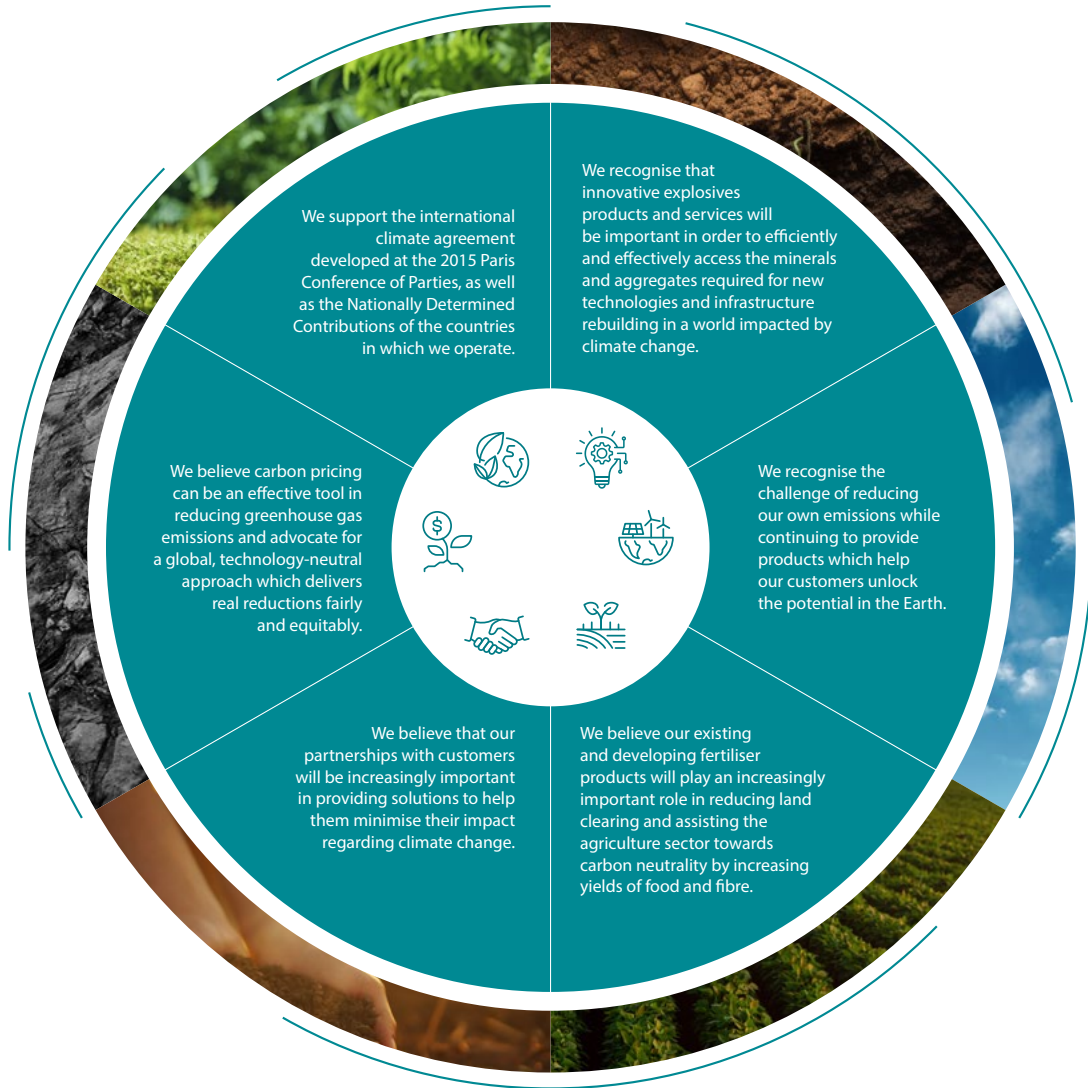 We support the international
climate agreement
developed at the 2015 Paris
Conference of Parties, as well
as the Nationally Determined
Contributions of the countries
in which we operate.
We recognise that
innovative explosives
products and services will
be important in order to efficiently
and effectively access the minerals
and aggregates required for new
technologies and infrastructure
rebuilding in a world impacted by
climate change.
We believe carbon pricing
can be an effective tool in
reducing greenhouse gas
emissions and advocate for
a global, technology-neutral
approach which delivers
real reductions fairly
and equitably.
$
We recognise the
challenge of reducing
our own emissions while
continuing to provide
products which help
our customers unlock
the potential in the Earth.
We believe that our
partnerships with customers
will be increasingly important
in providing solutions to help
them minimise their impact
regarding climate change.
We believe our existing
and developing fertiliser
products will play an increasingly
important role in reducing land
clearing and assisting the
agriculture sector towards
carbon neutrality by increasing
yields of food and fibre.